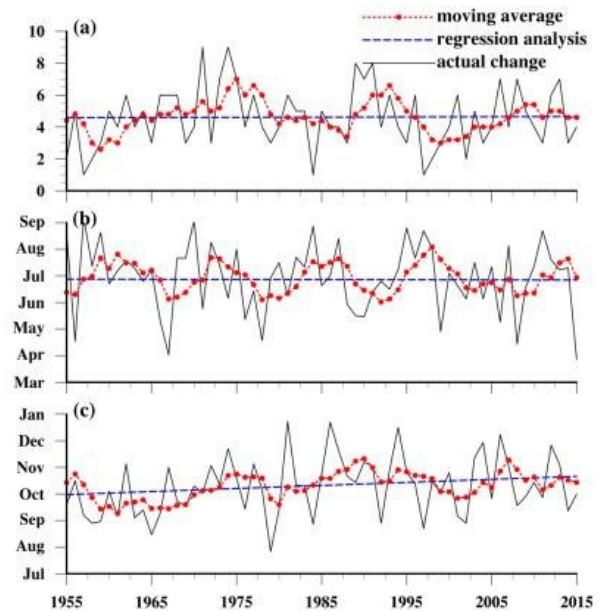 moving average
regression analysis
actual change
(a)
10
8
6
4
2
0
(b)
Sep
Aug
Jul
Jun
May
Apr
Mar
(c)
Jan
Dec
Nov
Oct
Sep
Aug
Jul
1955 1965 1975 1985 1995 2005 2015